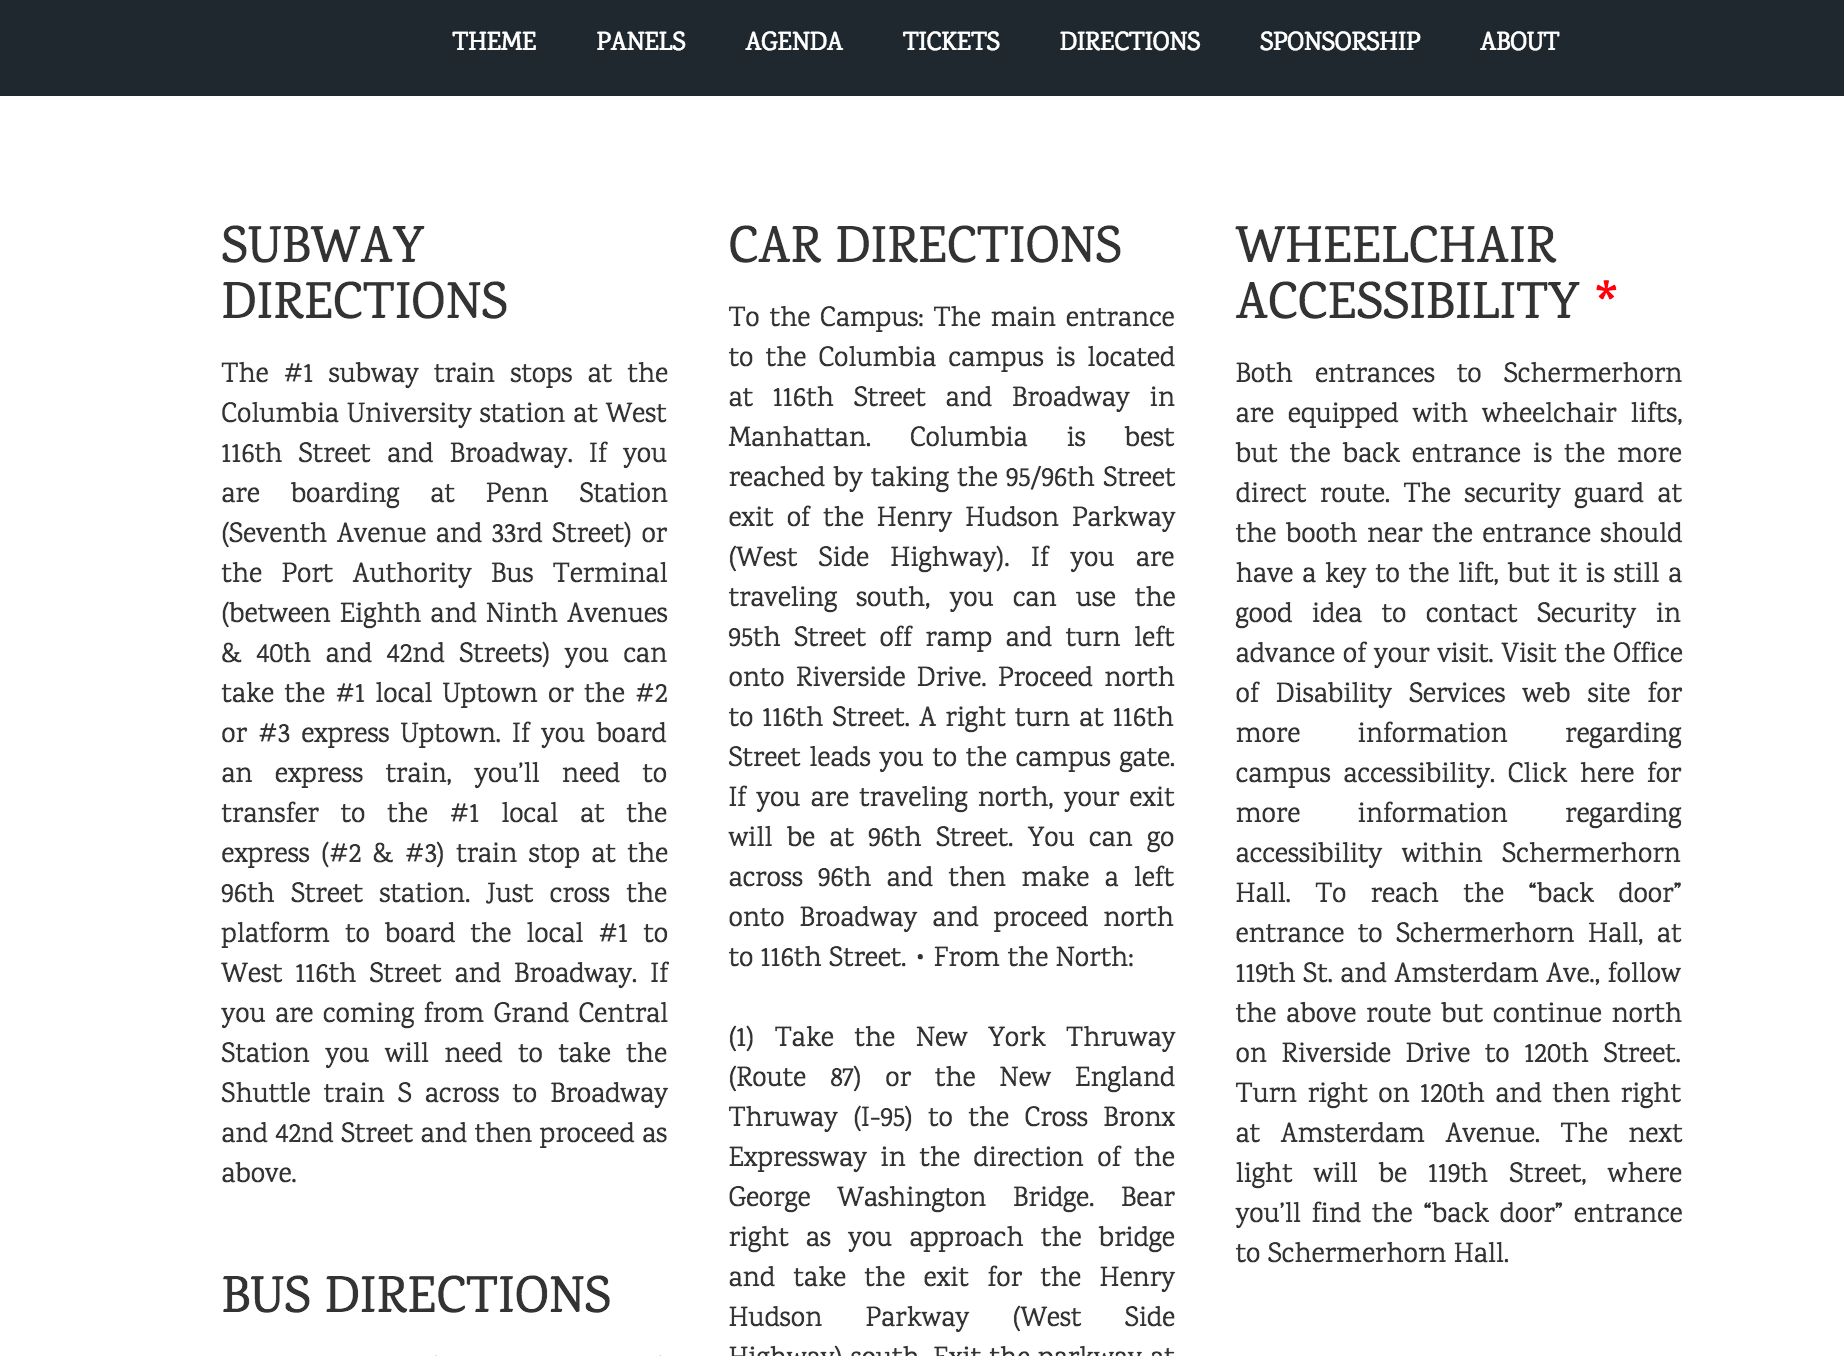 THEME PANELS AGENDA TICKETS DIRECTIONS SPONSORSHIP ABOUT
SUBWAY
DIRECTIONS
The #1 subway train stops at the
Columbia University station at West
116th Street and Broadway. If you
are boarding at Penn Station
(Seventh Avenue and 33rd Street) or
the Port Authority Bus Terminal
(between Eighth and Ninth Avenues
& 40th and 42nd Streets) you can
take the #1 local Uptown or the #2
or #3 express Uptown. If you board
an express train, you’ll need to
transfer to the #1 local at the
express (#2 & #3) train stop at the
96th Street station. Just cross the
platform to board the local #1 to
West 116th Street and Broadway. If
you are coming from Grand Central
Station you will need to take the
Shuttle train S across to Broadway
and 42nd Street and then proceed as
above.
BUS DIRECTIONS
CAR DIRECTIONS
To the Campus: The main entrance
to the Columbia campus is located
at 116th Street and Broadway in
Manhattan. Columbia is best
reached by taking the 95/96th Street
exit of the Henry Hudson Parkway
(West Side Highway). If you are
traveling south, you can use the
95th Street off ramp and turn left
onto Riverside Drive. Proceed north
to 116th Street. A right turn at 116th
Street leads you to the campus gate.
If you are traveling north, your exit
will be at 96th Street. You can go
across 96th and then make a left
onto Broadway and proceed north
to 116th Street. • From the North:
(1) Take the New York Thruway
(Route 87) or the New England
Thruway (I-95) to the Cross Bronx
Expressway in the direction of the
George Washington Bridge. Bear
right as you approach the bridge
and take the exit for the Henry
Hudson Parkway (West Side
Highway) south. Exit the parkway at
WHEELCHAIR
ACCESSIBILITY *
Both entrances to Schermerhorn
are equipped with wheelchair lifts,
but the back entrance is the more
direct route. The security guard at
the booth near the entrance should
have a key to the lift, but it is still a
good idea to contact Security in
advance of your visit. Visit the Office
of Disability Services web site for
more information regarding
campus accessibility. Click here for
more information regarding
accessibility within Schermerhorn
Hall. To reach the “back door”
entrance to Schermerhorn Hall, at
119th St. and Amsterdam Ave., follow
the above route but continue north
on Riverside Drive to 120th Street.
Turn right on 120th and then right
at Amsterdam Avenue. The next
light will be 119th Street, where
you’ll find the “back door” entrance
to Schermerhorn Hall.